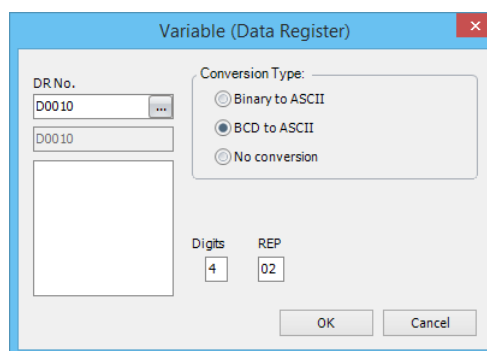 Variable (Data Register)
DR No.
D0010 ...
D0010
Conversion Type:
Binary to ASCII
BCD to ASCII
No conversion
Digits REP
4 02
OK Cancel